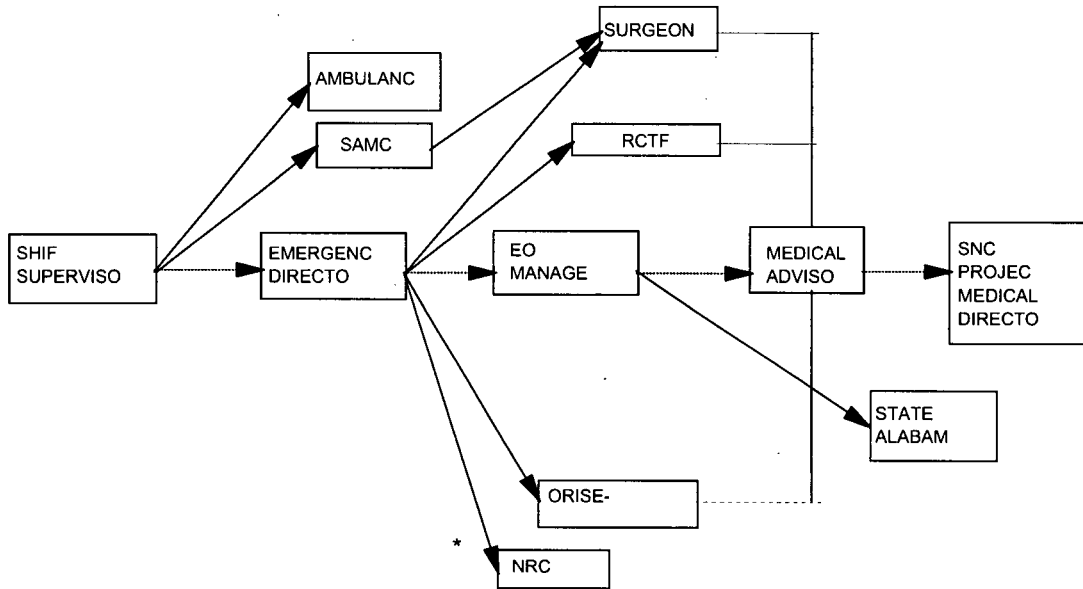 SURGEON
AMBULANC
SAMC
RCTF
SHIF
SUPERVISO
EMERGENC
DIRECTO
EO
MANAGE
MEDICAL
ADVISO
SNC
PROJEC
MEDICAL
DIRECTO
STATE
ALABAM
ORISE-
*
NRC